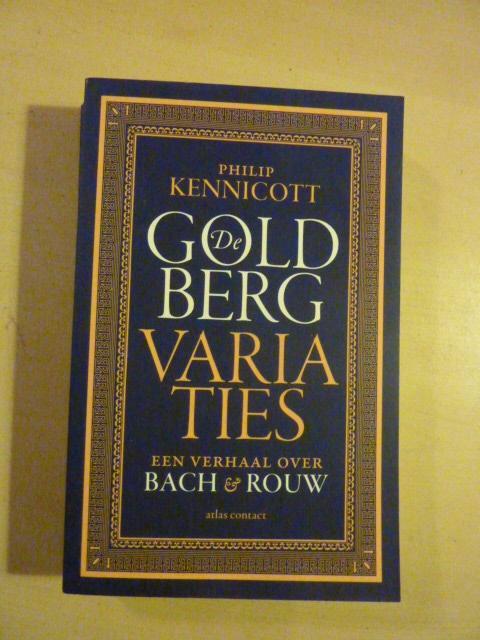 PHILIP
KENNICOTT
De
GOLD
BERG
VARIA
TIES
EEN VERHAAL OVER
BACH & ROUW
atlas contact